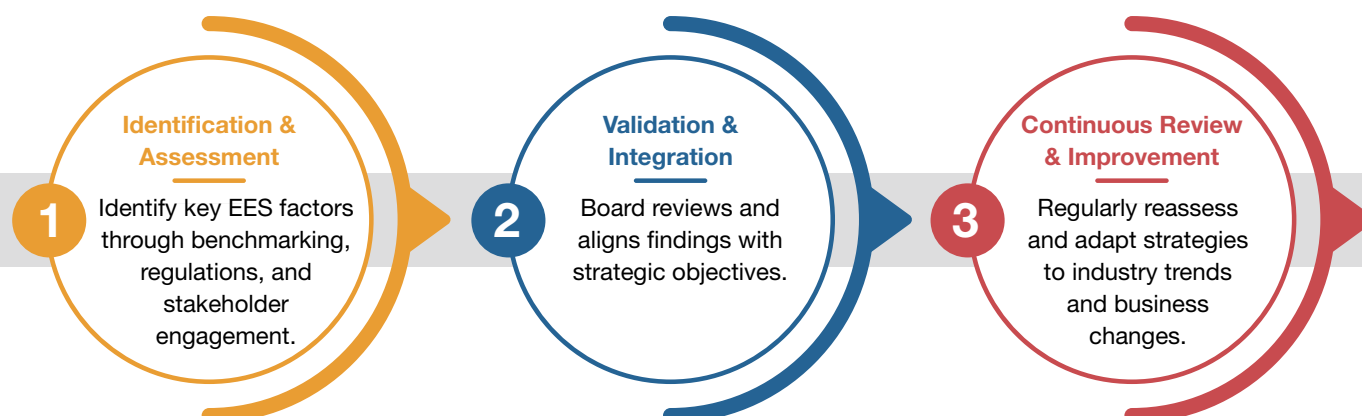 1
Identification &
Assessment
Identify key EES factors
through benchmarking,
regulations, and
stakeholder
engagement.
2
Validation &
Integration
Board reviews and
aligns findings with
strategic objectives.
3
Continuous Review
& Improvement
Regularly reassess
and adapt strategies
to industry trends
and business
changes.